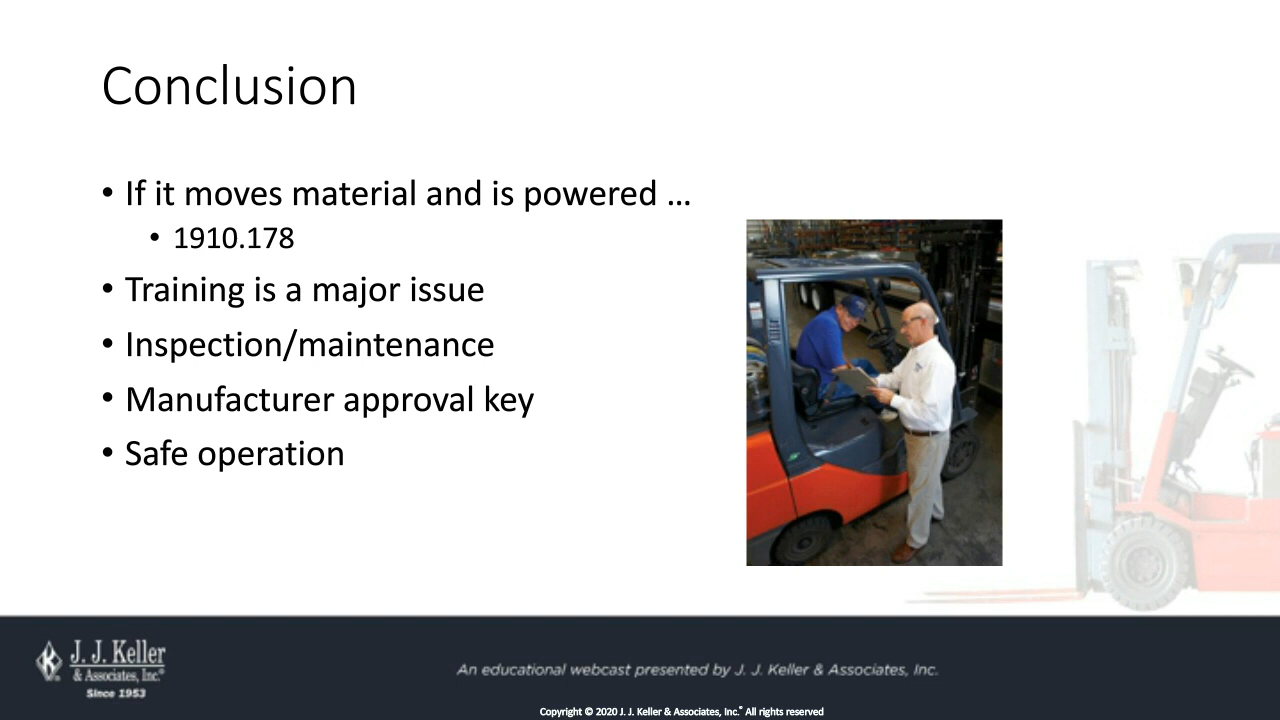 Conclusion
• If it moves material and is powered …
• 1910.178
• Training is a major issue
• Inspection/maintenance
• Manufacturer approval key
• Safe operation
J. J. Keller
& Associates, Inc.®
Since 1953
An educational webcast presented by J. J. Keller & Associates, Inc.
Copyright © 2020 J. J. Keller & Associates, Inc.® All rights reserved